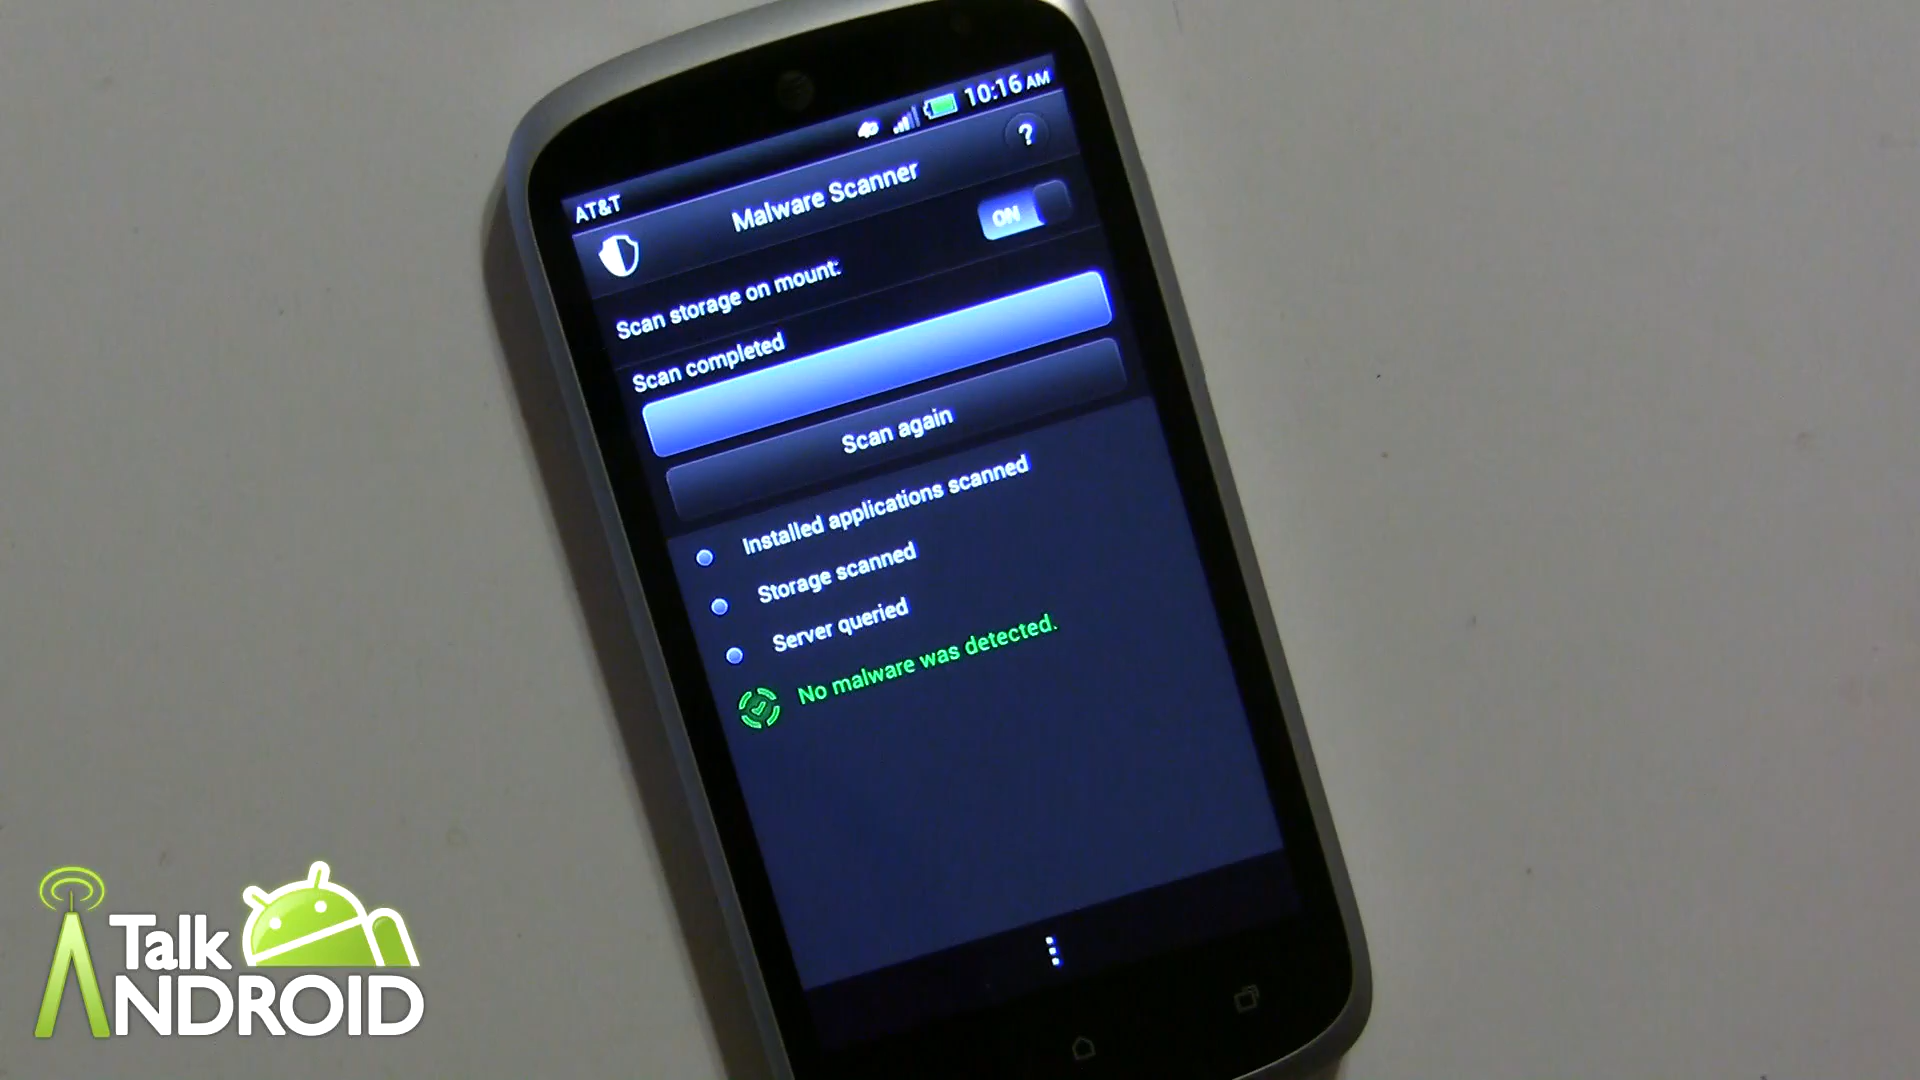 10:16 AM
AT&T
Malware Scanner
?
Scan storage on mount:
ON
Scan completed
Scan again
Installed applications scanned
Storage scanned
Server queried
No malware was detected.
Talk
ANDROID